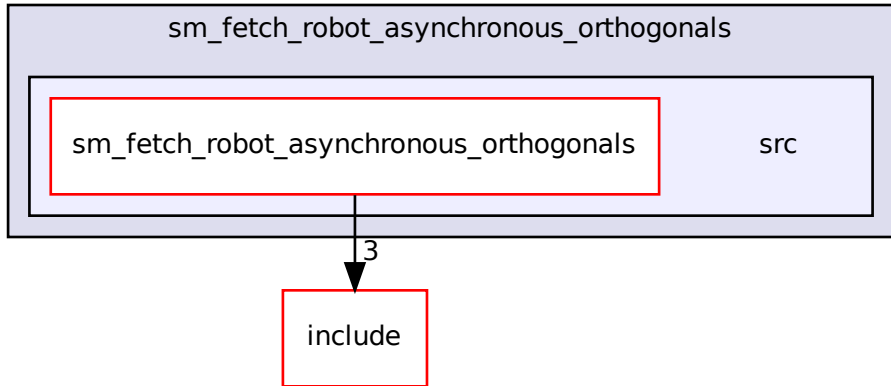 sm_fetch_robot_asynchronous_orthogonals
sm_fetch_robot_asynchronous_orthogonals
src
3
include